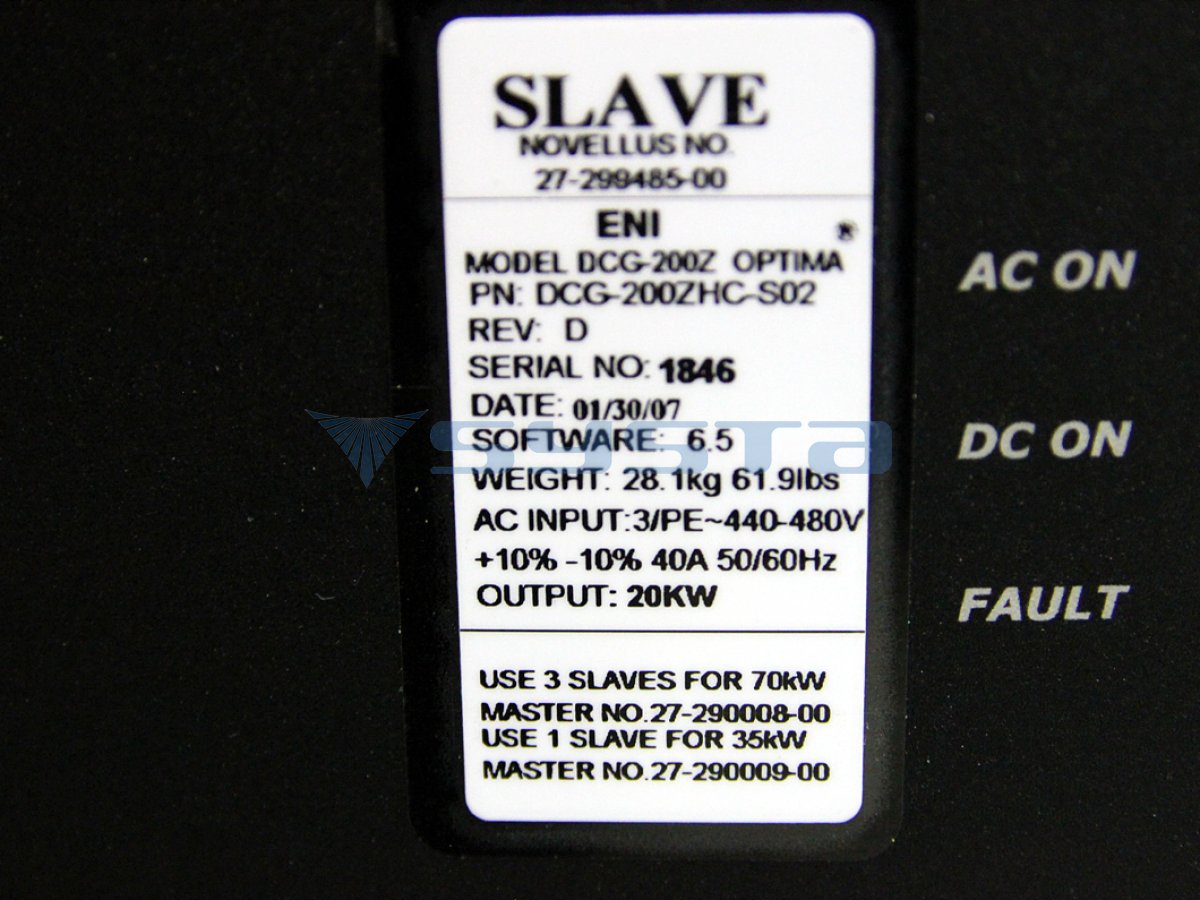 SLAVE
NOVELLUS NO.
27-299485-00
ENI ®
MODEL DCG-200Z OPTIMA
PN: DCG-200ZHC-S02
REV: D
SERIAL NO: 1846
DATE: 01/30/07
SOFTWARE: 6.5
WEIGHT: 28.1kg 61.9lbs
AC INPUT:3/PE~440-480V
+10% -10% 40A 50/60Hz
OUTPUT: 20KW
USE 3 SLAVES FOR 70kW
MASTER NO.27-290008-00
USE 1 SLAVE FOR 35kW
MASTER NO.27-290009-00
AC ON
DC ON
FAULT
SYSTA